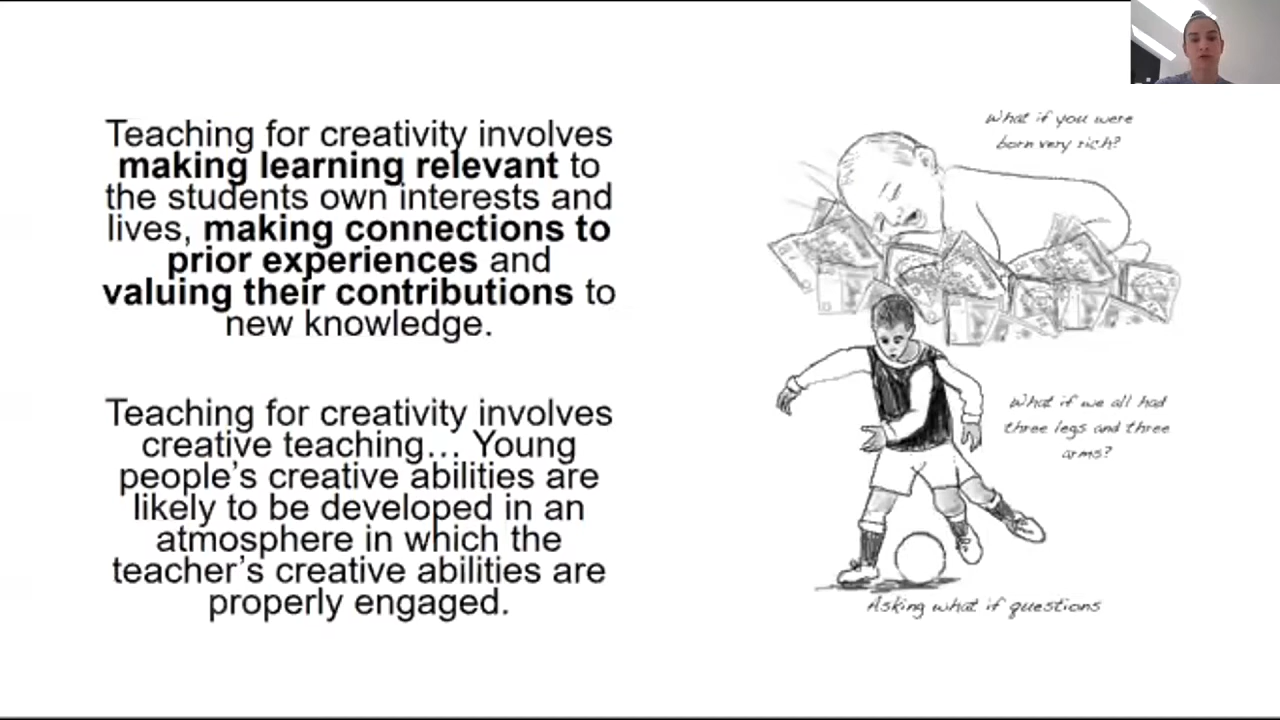 Teaching for creativity involves
making learning relevant to
the students own interests and
lives, making connections to
prior experiences and
valuing their contributions to
new knowledge.
Teaching for creativity involves
creative teaching… Young
people’s creative abilities are
likely to be developed in an
atmosphere in which the
teacher’s creative abilities are
properly engaged.
What if you were
born very rich?
What if we all had
three legs and three
arms?
Asking what if questions